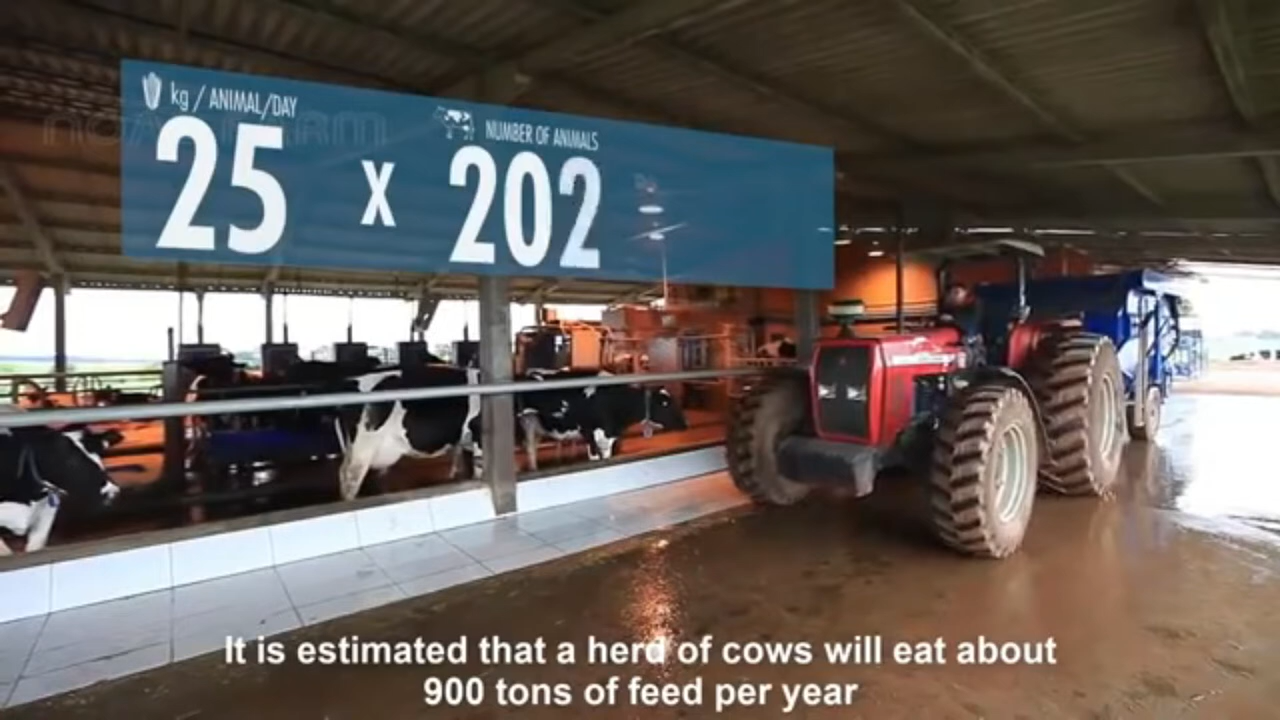 kg / ANIMAL/DAY
25
x
NUMBER OF ANIMALS
202
It is estimated that a herd of cows will eat about
900 tons of feed per year